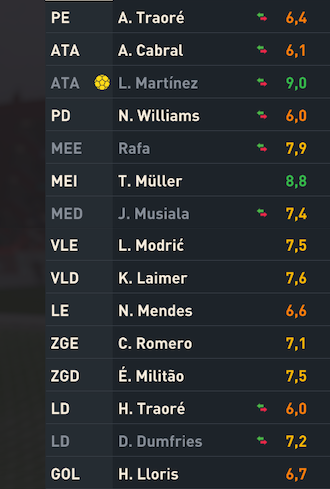 PE A. Traoré 6,4
ATA A. Cabral 6,1
ATA L. Martínez 9,0
PD N. Williams 6,0
MEE Rafa 7,9
MEI T. Müller 8,8
MED J. Musiala 7,4
VLE L. Modrić 7,5
VLD K. Laimer 7,6
LE N. Mendes 6,6
ZGE C. Romero 7,1
ZGD É. Militão 7,5
LD H. Traoré 6,0
LD D. Dumfries 7,2
GOL H. Lloris 6,7